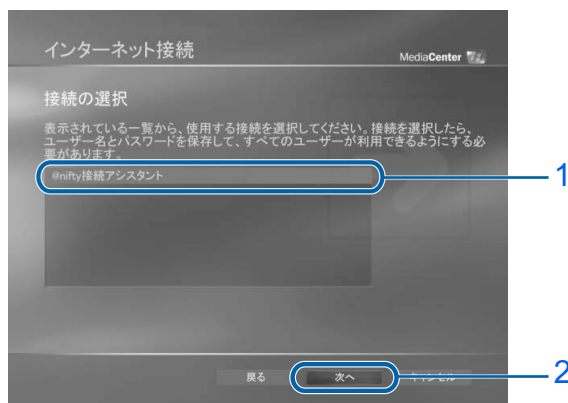 インターネット接続
MediaCenter
接続の選択
表示されている一覧から、使用する接続を選択してください。接続を選択したら、
ユーザー名とパスワードを保存して、すべてのユーザーが利用できるようにする必
要があります。
@nifty接続アシスタント
1
戻る
次へ
キャンセル
2